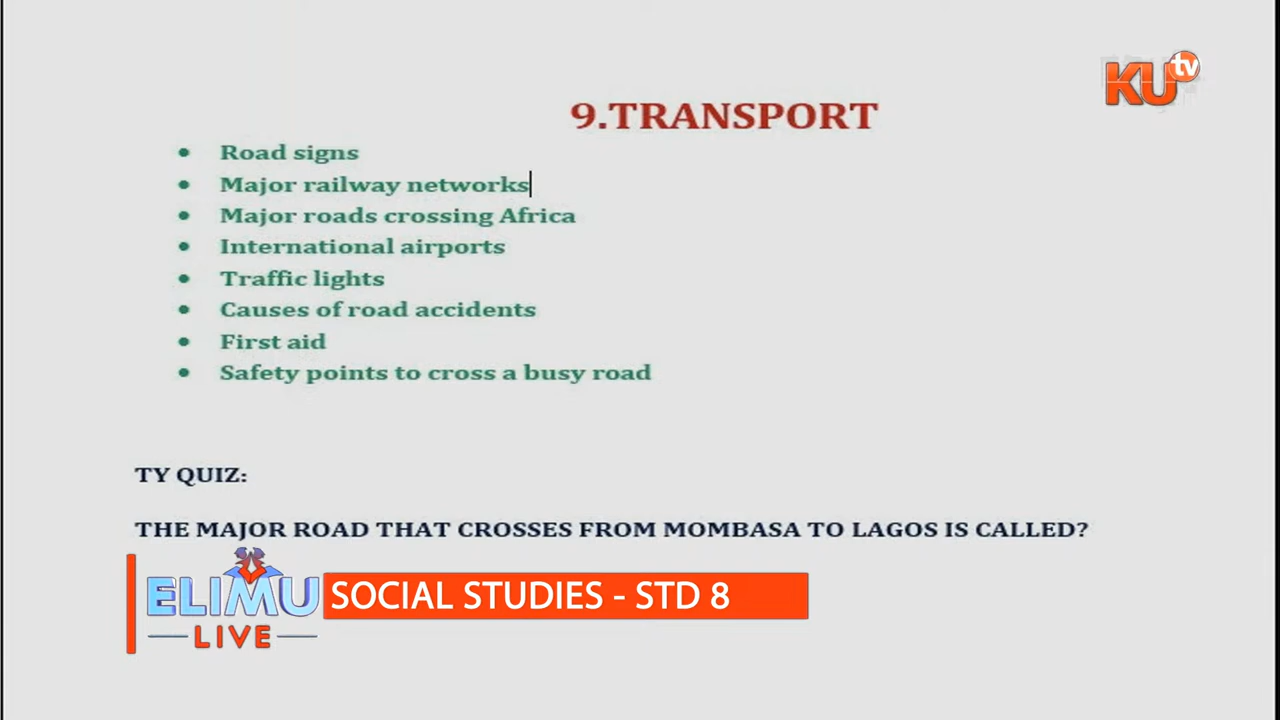 KU tv
9.TRANSPORT
• Road signs
• Major railway networks
• Major roads crossing Africa
• International airports
• Traffic lights
• Causes of road accidents
• First aid
• Safety points to cross a busy road
TY QUIZ:
THE MAJOR ROAD THAT CROSSES FROM MOMBASA TO LAGOS IS CALLED?
ELIMU
LIVE
SOCIAL STUDIES - STD 8